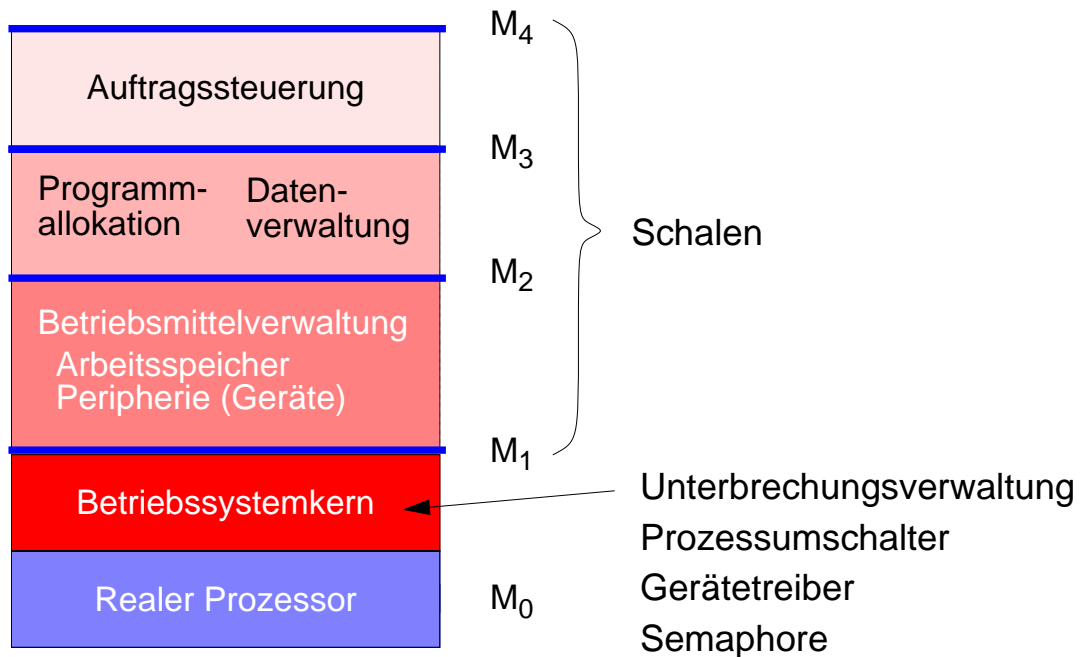 M4
Auftragssteuerung
M3
Programm- Daten-
allokation verwaltung
Schalen
M2
Betriebsmittelverwaltung
Arbeitsspeicher
Peripherie (Geräte)
M1
Betriebssystemkern
Unterbrechungsverwaltung
Prozessumschalter
Gerätetreiber
Semaphore
Realer Prozessor
M0